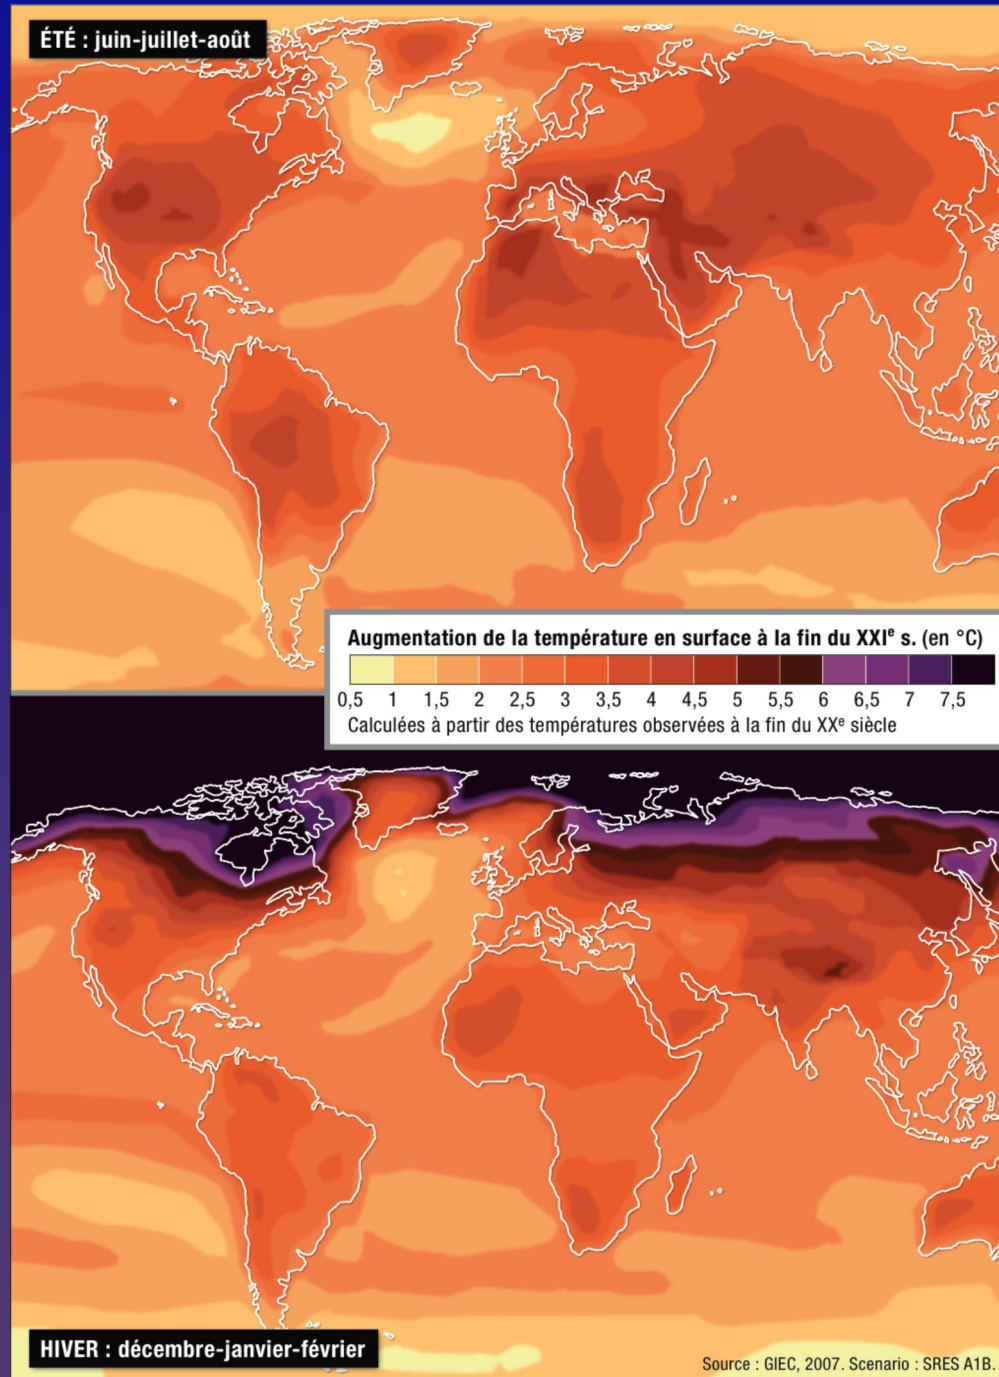 ÉTÉ : juin-juillet-août
Augmentation de la température en surface à la fin du XXIᵉ s. (en °C)
0,5 1 1,5 2 2,5 3 3,5 4 4,5 5 5,5 6 6,5 7 7,5
Calculées à partir des températures observées à la fin du XXᵉ siècle
HIVER : décembre-janvier-février
Source : GIEC, 2007. Scenario : SRES A1B.